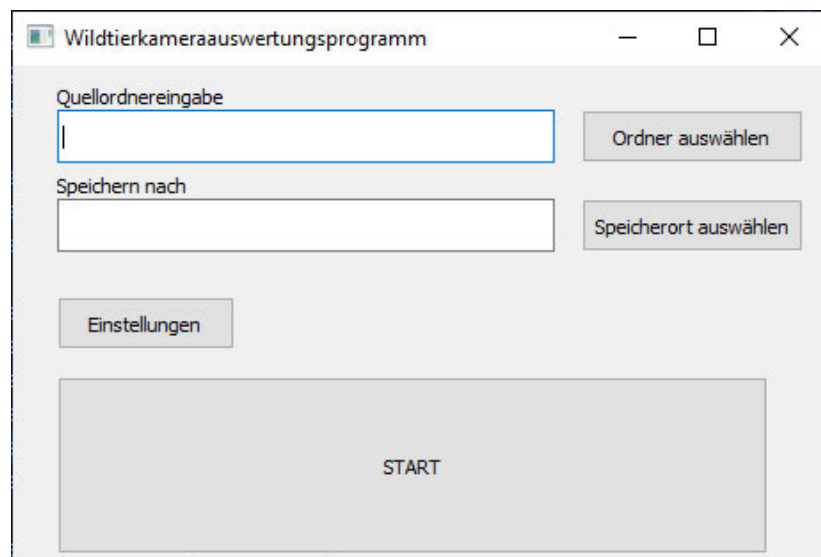 Wildtierkameraauswertungsprogramm
Quellordnereingabe
Ordner auswählen
Speichern nach
Speicherort auswählen
Einstellungen
START